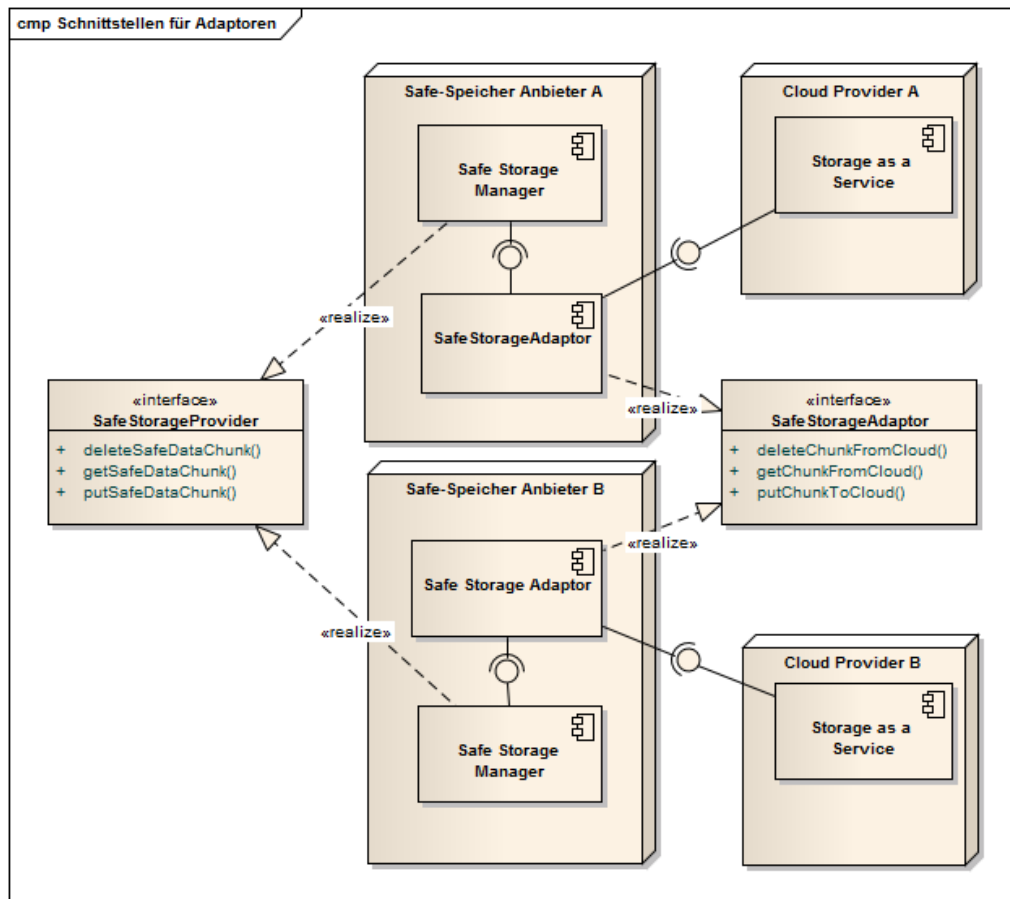 cmp Schnittstellen für Adaptoren
Safe-Speicher Anbieter A
Safe Storage
Manager
SafeStorageAdaptor
Cloud Provider A
Storage as a
Service
«realize»
«realize»
«interface»
SafeStorageProvider
+ deleteSafeDataChunk()
+ getSafeDataChunk()
+ putSafeDataChunk()
«interface»
SafeStorageAdaptor
+ deleteChunkFromCloud()
+ getChunkFromCloud()
+ putChunkToCloud()
Safe-Speicher Anbieter B
Safe Storage Adaptor
«realize»
«realize»
Safe Storage
Manager
Cloud Provider B
Storage as a
Service